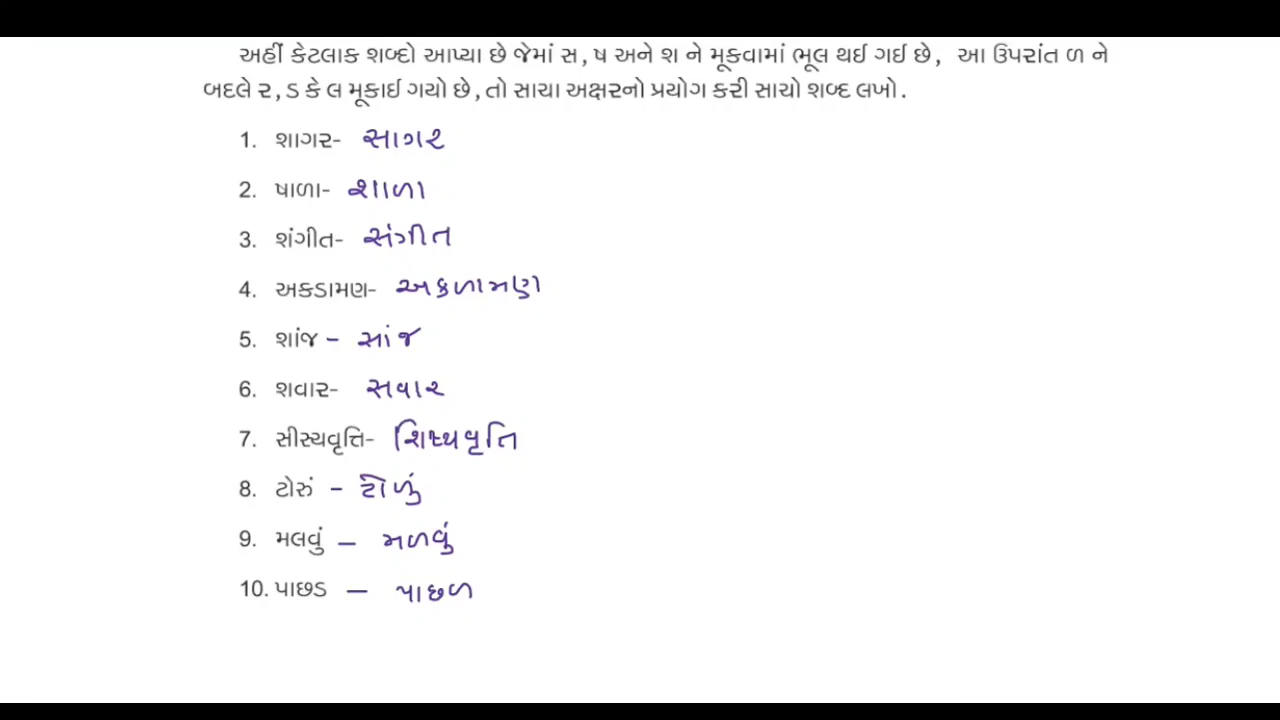 અહીં કેટલાક શબ્દો આપ્યા છે જેમાં સ, ષ અને શ ને મૂકવામાં ભૂલ થઈ ગઈ છે, આ ઉપરાંત ળ ને
બદલે ર, ડ કે લ મૂકાઈ ગયો છે, તો સાચા અક્ષરનો પ્રયોગ કરી સાચો શબ્દ લખો.
1. શાગર- સાગર
2. ષાળા- શાળા
3. શંગીત- સંગીત
4. અકડામણ- અકળામણ
5. શાંજ - સાંજ
6. શવાર- સવાર
7. સીસ્યવૃત્તિ- શિષ્યવૃતિ
8. ટોરું - ટોળું
9. મલવું - મળવું
10. પાછડ - પાછળ